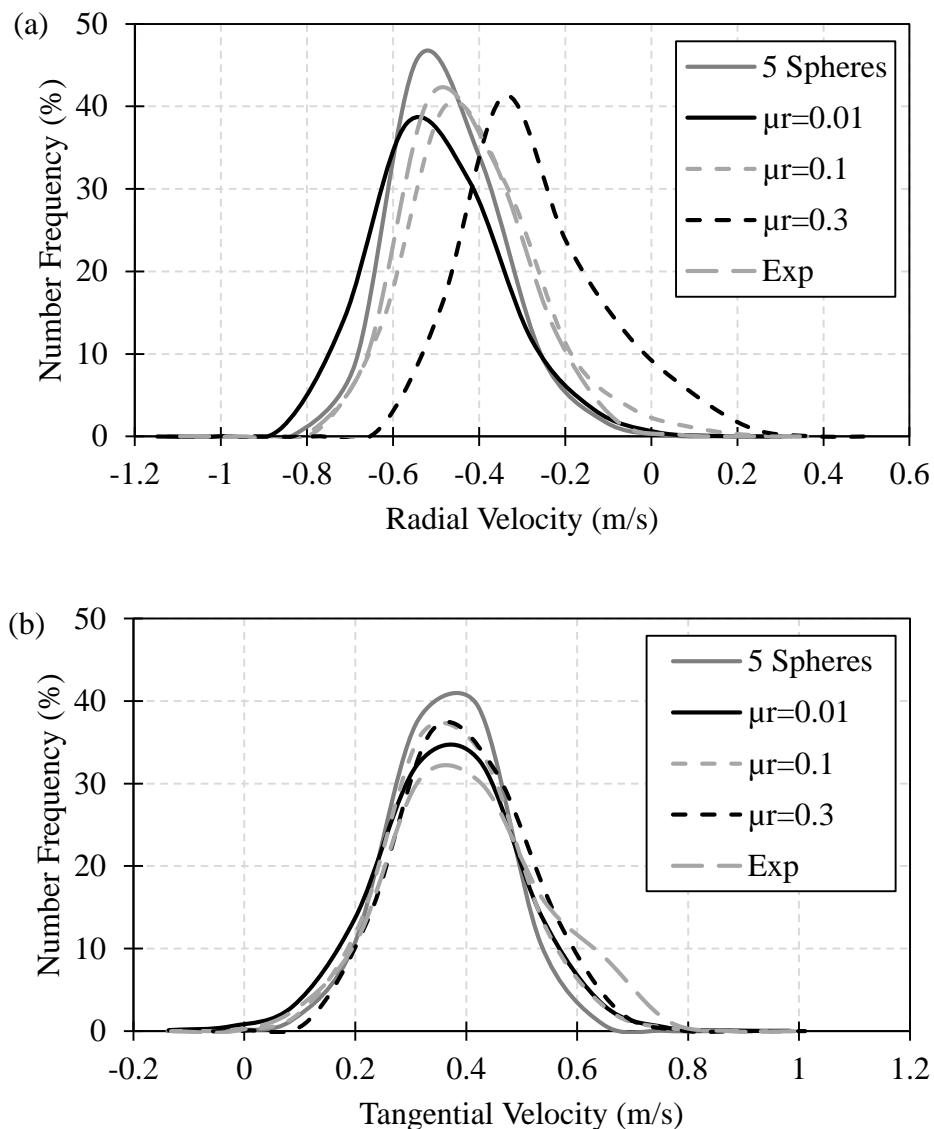 (a)
50
40
30
20
10
0
Number Frequency (%)
5 Spheres
µr=0.01
µr=0.1
µr=0.3
Exp
-1.2 -1 -0.8 -0.6 -0.4 -0.2 0 0.2 0.4 0.6
Radial Velocity (m/s)
(b)
50
40
30
20
10
0
Number Frequency (%)
5 Spheres
µr=0.01
µr=0.1
µr=0.3
Exp
-0.2 0 0.2 0.4 0.6 0.8 1 1.2
Tangential Velocity (m/s)